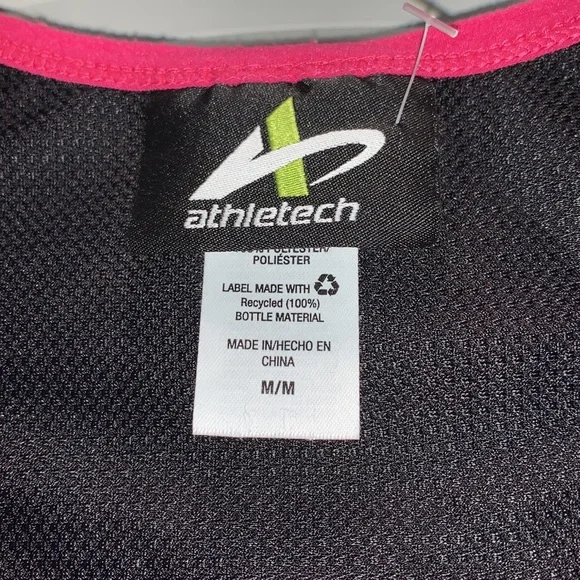 athletech
POLIÉSTER
LABEL MADE WITH
Recycled (100%)
BOTTLE MATERIAL
MADE IN/HECHO EN
CHINA
M/M